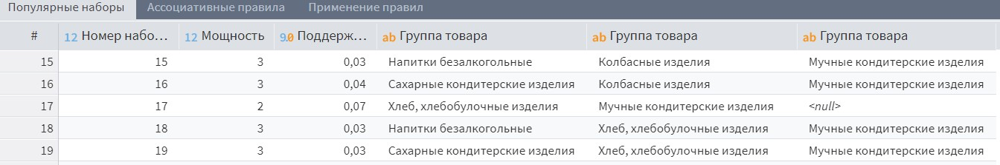 Популярные наборы Ассоциативные правила Применение правил
# 12 Номер набо... 12 Мощность 9.0 Поддерж... ab Группа товара ab Группа товара ab Группа товара
15 15 3 0,03 Напитки безалкогольные Колбасные изделия Мучные кондитерские изделия
16 16 3 0,04 Сахарные кондитерские изделия Колбасные изделия Мучные кондитерские изделия
17 17 2 0,07 Хлеб, хлебобулочные изделия Мучные кондитерские изделия <null>
18 18 3 0,03 Напитки безалкогольные Хлеб, хлебобулочные изделия Мучные кондитерские изделия
19 19 3 0,03 Сахарные кондитерские изделия Хлеб, хлебобулочные изделия Мучные кондитерские изделия